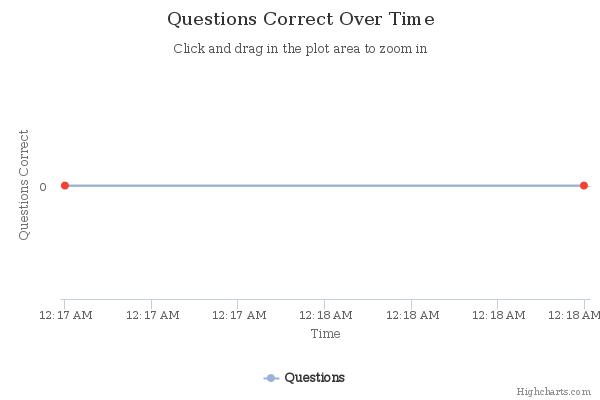 Questions Correct Over Time
Click and drag in the plot area to zoom in
Questions Correct
0
12:17 AM 12:17 AM 12:17 AM 12:18 AM 12:18 AM 12:18 AM 12:18 AM
Time
Questions
Highcharts.com